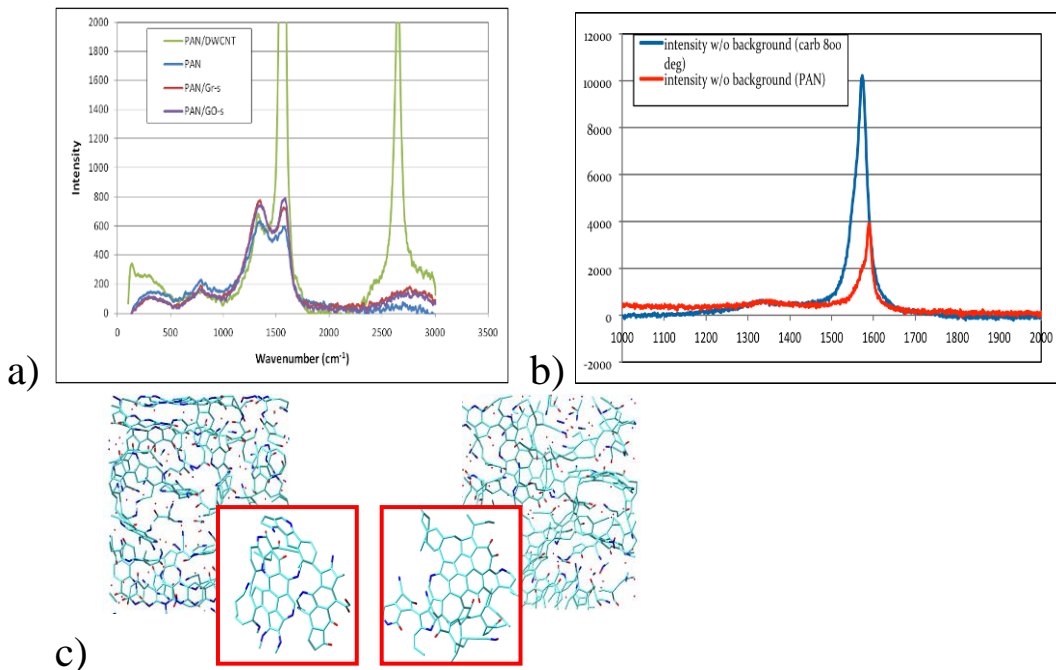 2000
1800
1600
1400
1200
1000
800
600
400
200
0
Intensity
PAN/DWCNT
PAN
PAN/Gr-s
PAN/GO-s
0 500 1000 1500 2000 2500 3000 3500
Wavenumber (cm⁻¹)
a)
12000
10000
8000
6000
4000
2000
0
-2000
intensity w/o background (carb 800
deg)
intensity w/o background (PAN)
1000 1100 1200 1300 1400 1500 1600 1700 1800 1900 2000
b)
c)